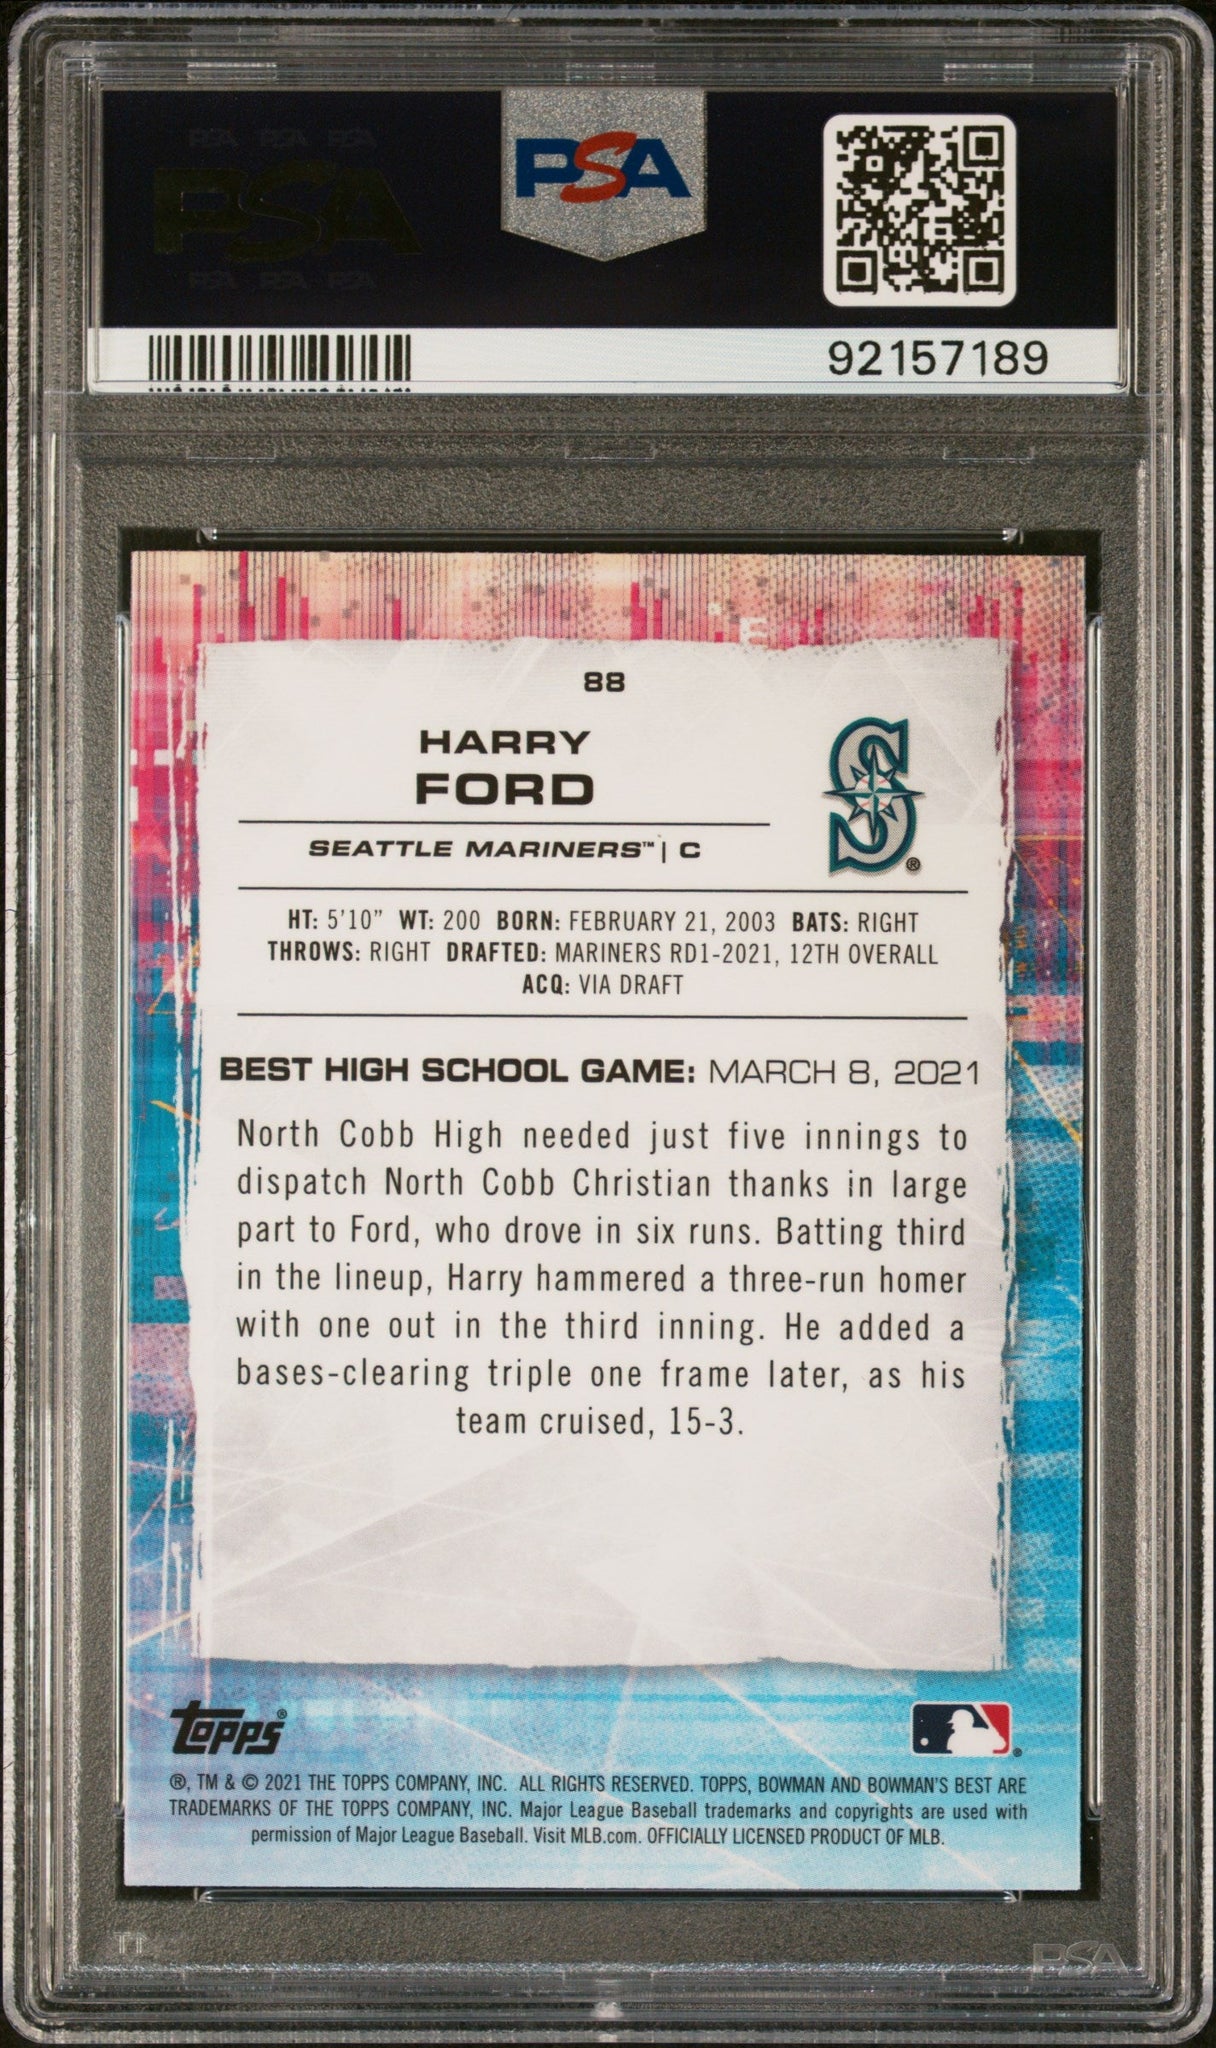 PSA PSA PSA
PSA
PSA PSA PSA
PSA
92157189
88
HARRY
FORD
SEATTLE MARINERS™ | C
S®
HT: 5'10" WT: 200 BORN: FEBRUARY 21, 2003 BATS: RIGHT
THROWS: RIGHT DRAFTED: MARINERS RD1-2021, 12TH OVERALL
ACQ: VIA DRAFT
BEST HIGH SCHOOL GAME: MARCH 8, 2021
North Cobb High needed just five innings to
dispatch North Cobb Christian thanks in large
part to Ford, who drove in six runs. Batting third
in the lineup, Harry hammered a three-run homer
with one out in the third inning. He added a
bases-clearing triple one frame later, as his
team cruised, 15-3.
topps®
®, TM & © 2021 THE TOPPS COMPANY, INC. ALL RIGHTS RESERVED. TOPPS, BOWMAN AND BOWMAN'S BEST ARE
TRADEMARKS OF THE TOPPS COMPANY, INC. Major League Baseball trademarks and copyrights are used with
permission of Major League Baseball. Visit MLB.com. OFFICIALLY LICENSED PRODUCT OF MLB.
PSA